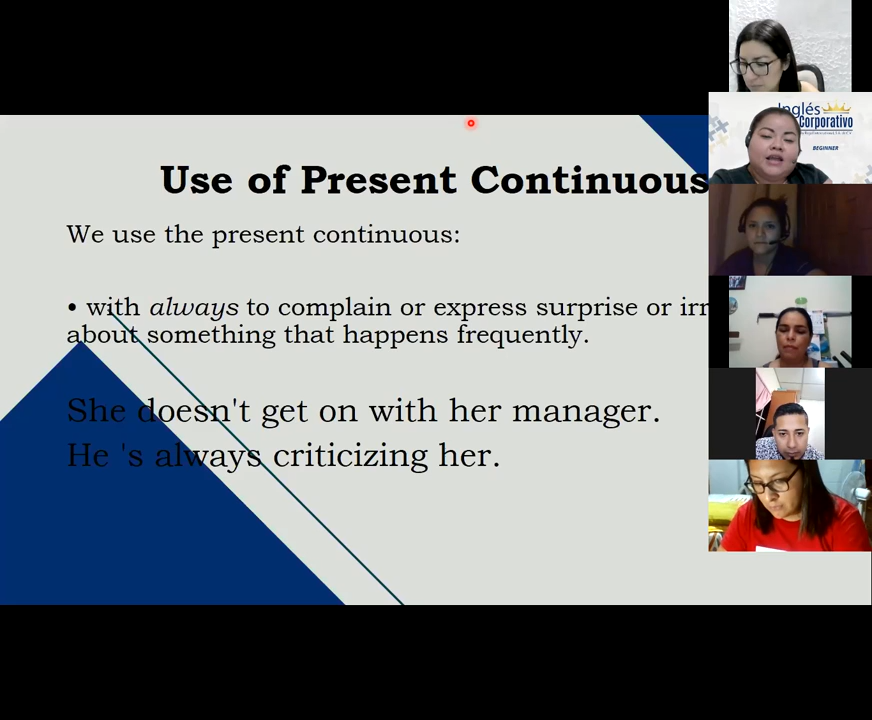 Use of Present Continuous
We use the present continuous:
• with always to complain or express surprise or irr
about something that happens frequently.
She doesn't get on with her manager.
He 's always criticizing her.
Inglés
Corporativo
BEGINNER